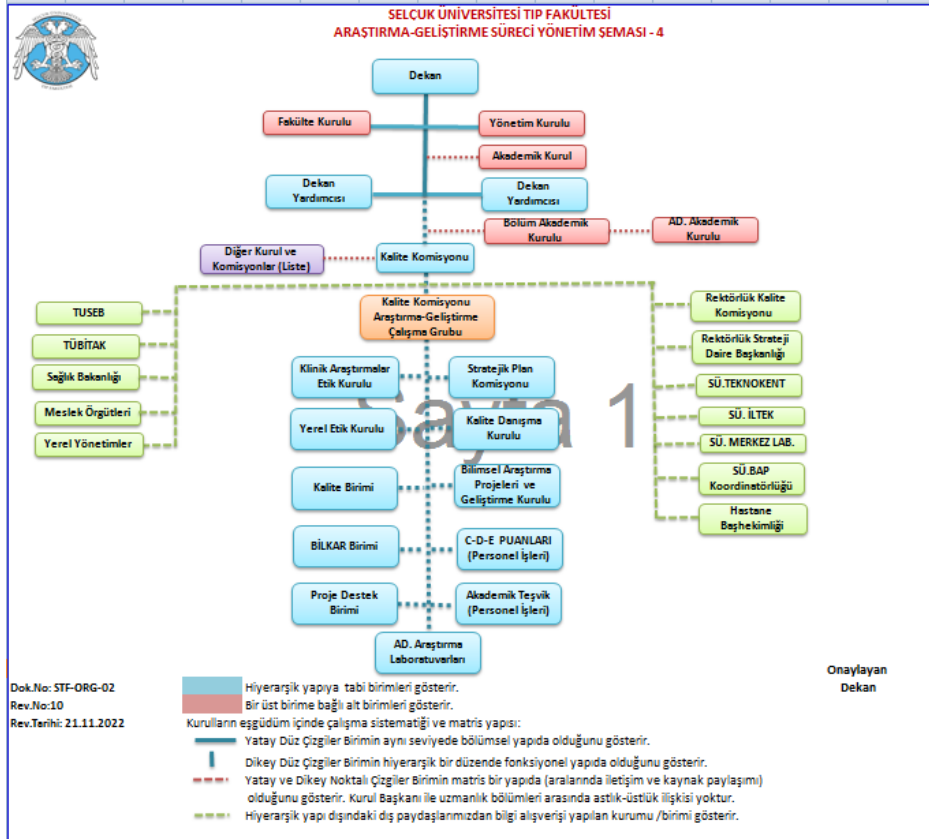 SELÇUK ÜNİVERSİTESİ TIP FAKÜLTESİ
ARAŞTIRMA-GELİŞTİRME SÜRECİ YÖNETİM ŞEMASI - 4
Dekan
Fakülte Kurulu
Yönetim Kurulu
Akademik Kurul
Dekan
Yardımcısı
Dekan
Yardımcısı
Bölüm Akademik
Kurulu
AD. Akademik
Kurulu
Diğer Kurul ve
Komisyonlar (Liste)
Kalite Komisyonu
Kalite Komisyonu
Araştırma-Geliştirme
Çalışma Grubu
TUSEB
TÜBİTAK
Sağlık Bakanlığı
Meslek Örgütleri
Yerel Yönetimler
Rektörlük Kalite
Komisyonu
Rektörlük Strateji
Daire Başkanlığı
SÜ.TEKNOKENT
SÜ. İLTEK
SÜ. MERKEZ LAB.
SÜ.BAP
Koordinatörlüğü
Hastane
Başhekimliği
Klinik Araştırmalar
Etik Kurulu
Stratejik Plan
Komisyonu
Sayfa 1
Yerel Etik Kurulu
Kalite Danışma
Kurulu
Kalite Birimi
Bilimsel Araştırma
Projeleri ve
Geliştirme Kurulu
BİLKAR Birimi
C-D-E PUANLARI
(Personel İşleri)
Proje Destek
Birimi
Akademik Teşvik
(Personel İşleri)
AD. Araştırma
Laboratuvarları
Onaylayan
Dekan
Dok.No: STF-ORG-02
Rev.No:10
Rev.Tarihi: 21.11.2022
Hiyerarşik yapıya tabi birimleri gösterir.
Bir üst birime bağlı alt birimleri gösterir.
Kurulların eşgüdüm içinde çalışma sistematiği ve matris yapısı:
Yatay Düz Çizgiler Birimin aynı seviyede bölümsel yapıda olduğunu gösterir.
Dikey Düz Çizgiler Birimin hiyerarşik bir düzende fonksiyonel yapıda olduğunu gösterir.
Yatay ve Dikey Noktalı Çizgiler Birimin matris bir yapıda (aralarında iletişim ve kaynak paylaşımı)
olduğunu gösterir. Kurul Başkanı ile uzmanlık bölümleri arasında astlık-üstlük ilişkisi yoktur.
Hiyerarşik yapı dışındaki dış paydaşlarımızdan bilgi alışverişi yapılan kurumu /birimi gösterir.